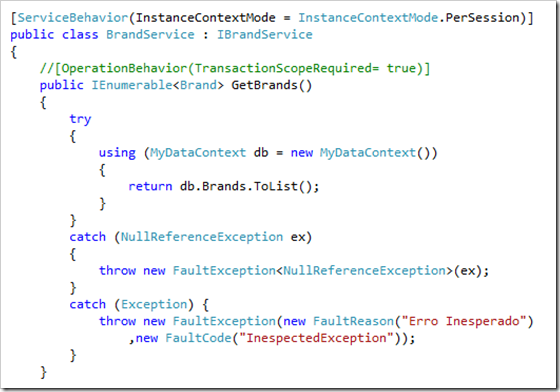 [ServiceBehavior(InstanceContextMode = InstanceContextMode.PerSession)]
public class BrandService : IBrandService
{
    //[OperationBehavior(TransactionScopeRequired= true)]
    public IEnumerable<Brand> GetBrands()
    {
        try
        {
            using (MyDataContext db = new MyDataContext())
            {
                return db.Brands.ToList();
            }
        }
        catch (NullReferenceException ex)
        {
            throw new FaultException<NullReferenceException>(ex);
        }
        catch (Exception) {
            throw new FaultException(new FaultReason("Erro Inesperado")
                ,new FaultCode("InespectedException"));
        }
    }